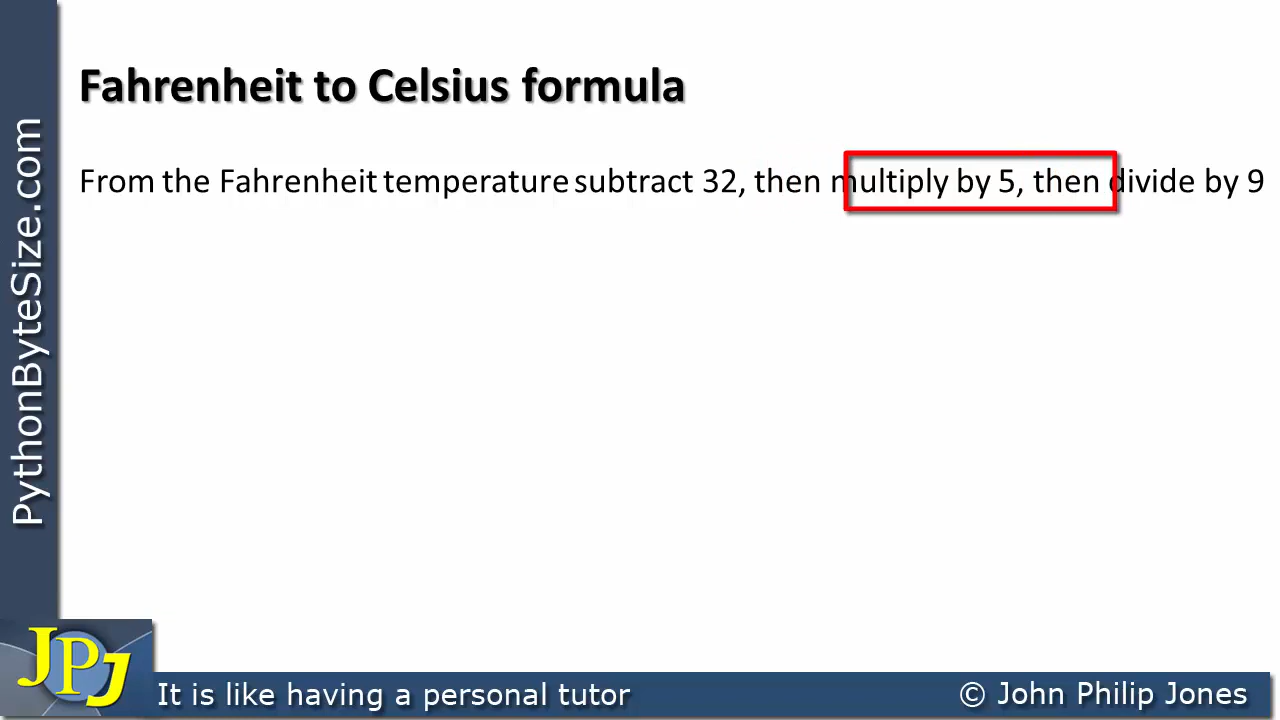 Fahrenheit to Celsius formula
From the Fahrenheit temperature subtract 32, then multiply by 5, then divide by 9
PythonByteSize.com
JPJ
It is like having a personal tutor
© John Philip Jones